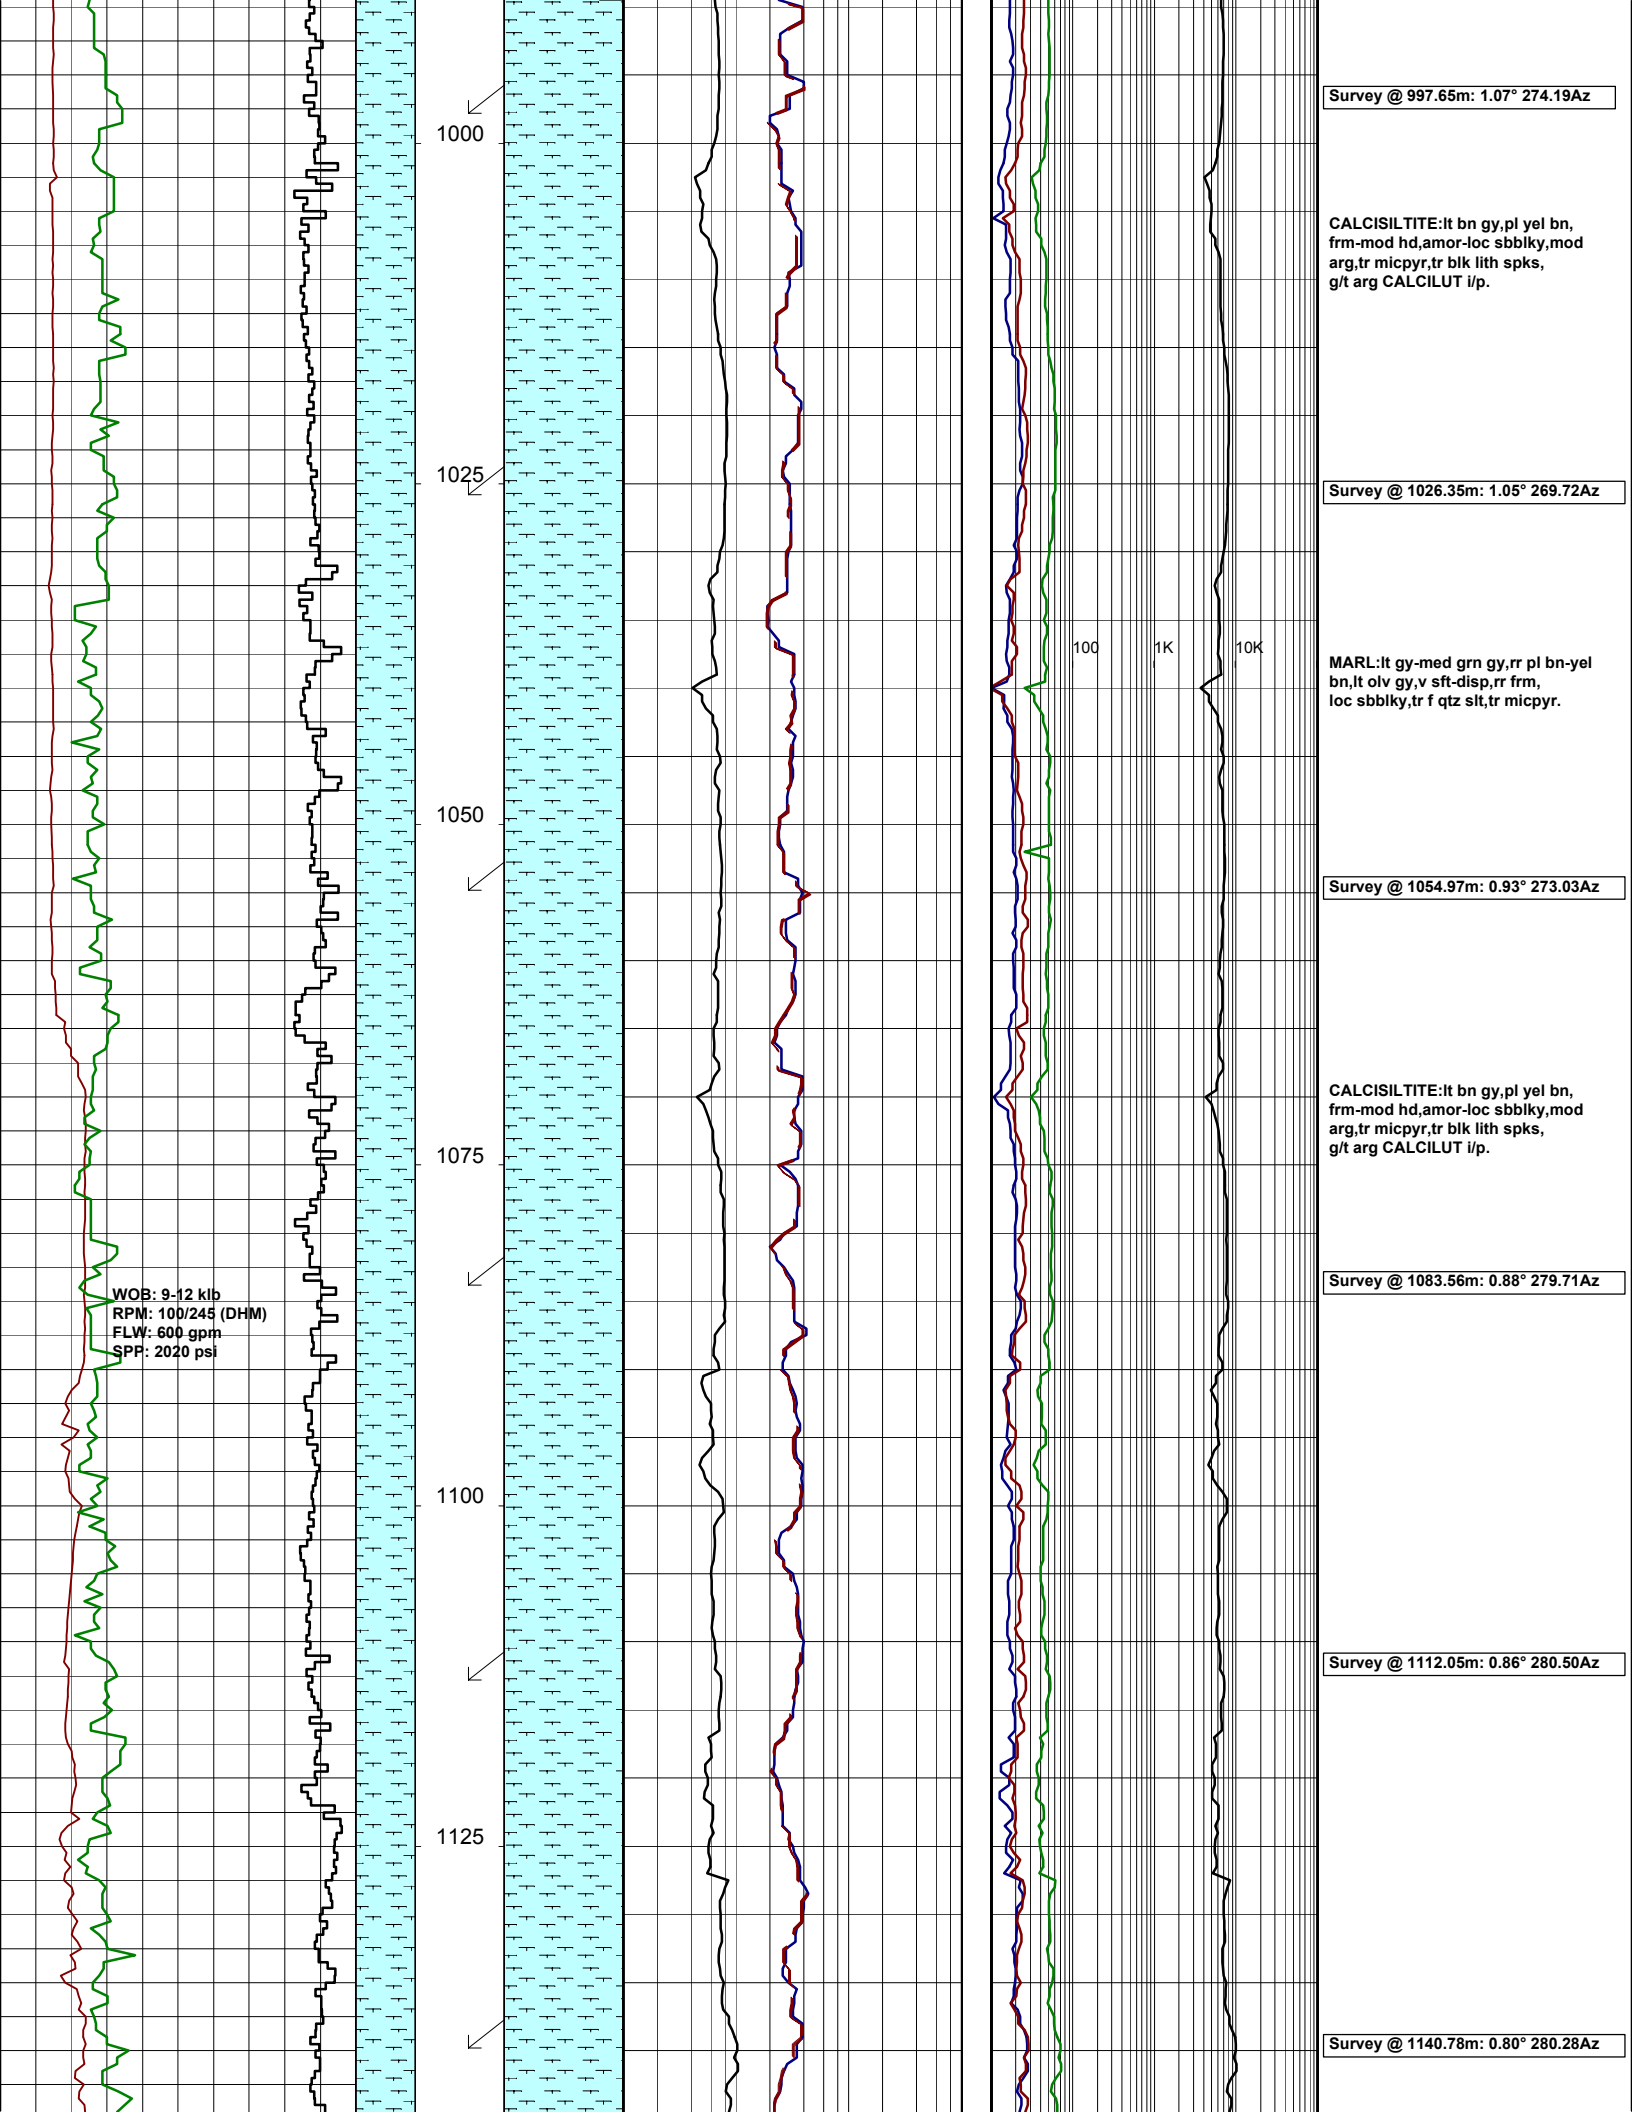 Survey @ 997.65m: 1.07° 274.19Az
1000
CALCISILTITE:lt bn gy,pl yel bn,
frm-mod hd,amor-loc sbblky,mod
arg,tr micpyr,tr blk lith spks,
g/t arg CALCILUT i/p.
1025
Survey @ 1026.35m: 1.05° 269.72Az
100 1K 10K
MARL:lt gy-med grn gy,rr pl bn-yel
bn,lt olv gy,v sft-disp,rr frm,
loc sbblky,tr f qtz slt,tr micpyr.
1050
Survey @ 1054.97m: 0.93° 273.03Az
CALCISILTITE:lt bn gy,pl yel bn,
frm-mod hd,amor-loc sbblky,mod
arg,tr micpyr,tr blk lith spks,
g/t arg CALCILUT i/p.
1075
Survey @ 1083.56m: 0.88° 279.71Az
WOB: 9-12 klb
RPM: 100/245 (DHM)
FLW: 600 gpm
SPP: 2020 psi
1100
Survey @ 1112.05m: 0.86° 280.50Az
1125
Survey @ 1140.78m: 0.80° 280.28Az